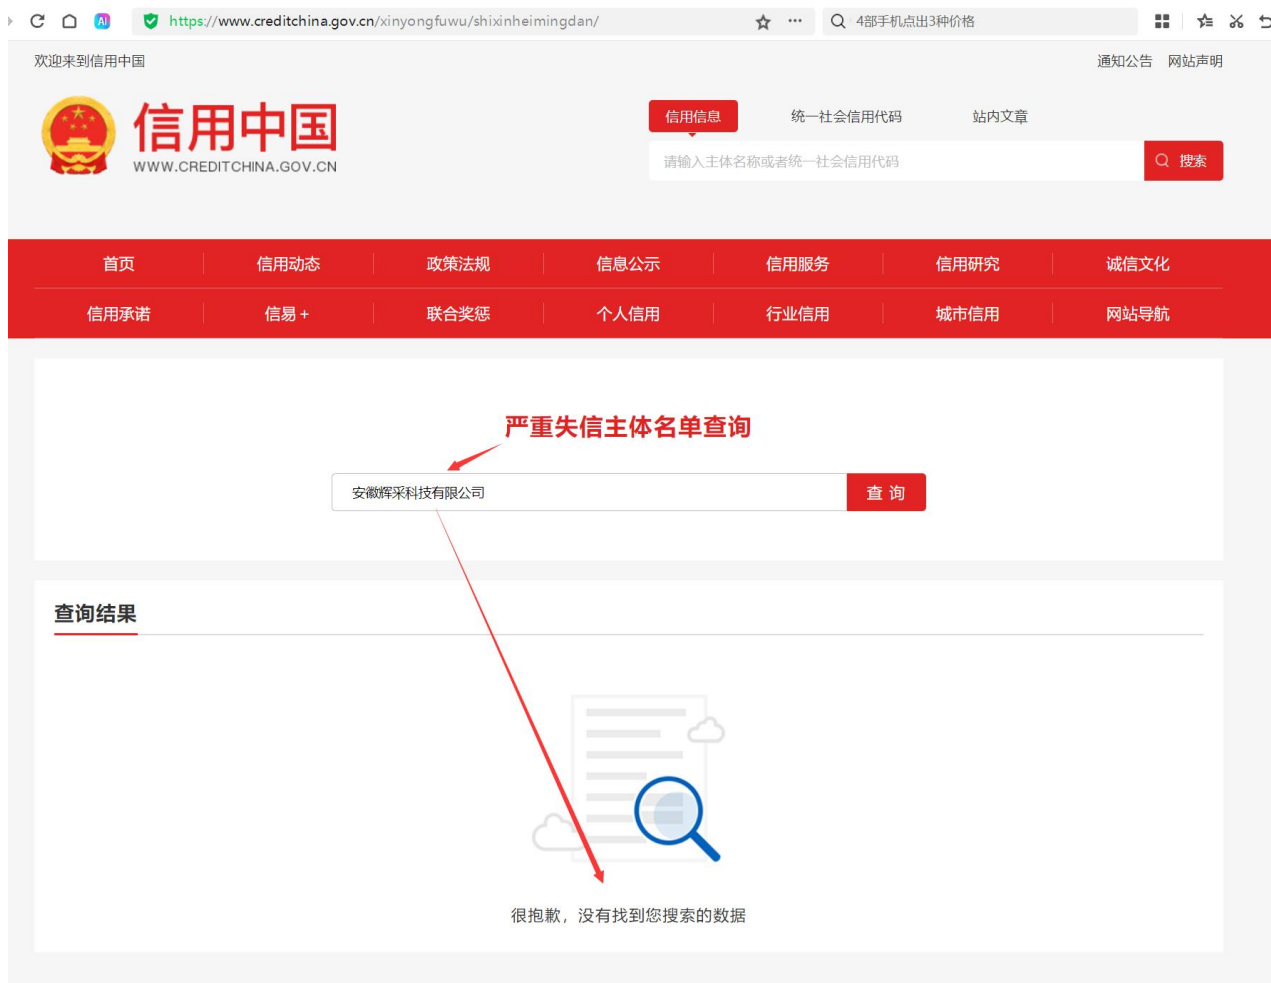 https://www.creditchina.gov.cn/xinyongfuwu/shixinheimingdan/
4部手机点出3种价格
欢迎来到信用中国
通知公告 网站声明
信用中国
WWW.CREDITCHINA.GOV.CN
信用信息 统一社会信用代码 站内文章
请输入主体名称或者统一社会信用代码 搜索
首页 信用动态 政策法规 信息公示 信用服务 信用研究 诚信文化
信用承诺 信易+ 联合奖惩 个人信用 行业信用 城市信用 网站导航
严重失信主体名单查询
安徽辉采科技有限公司 查 询
查询结果
很抱歉，没有找到您搜索的数据